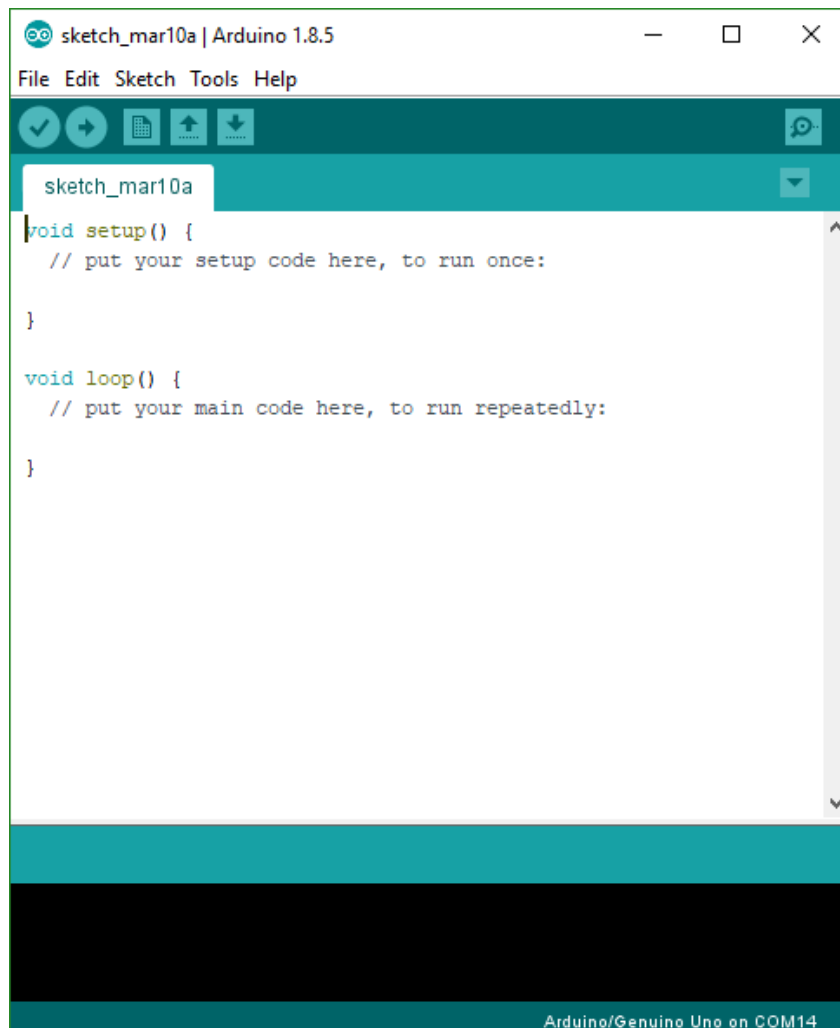 sketch_mar10a | Arduino 1.8.5
File Edit Sketch Tools Help
sketch_mar10a
void setup() {
  // put your setup code here, to run once:
}
void loop() {
  // put your main code here, to run repeatedly:
}
Arduino/Genuino Uno on COM14